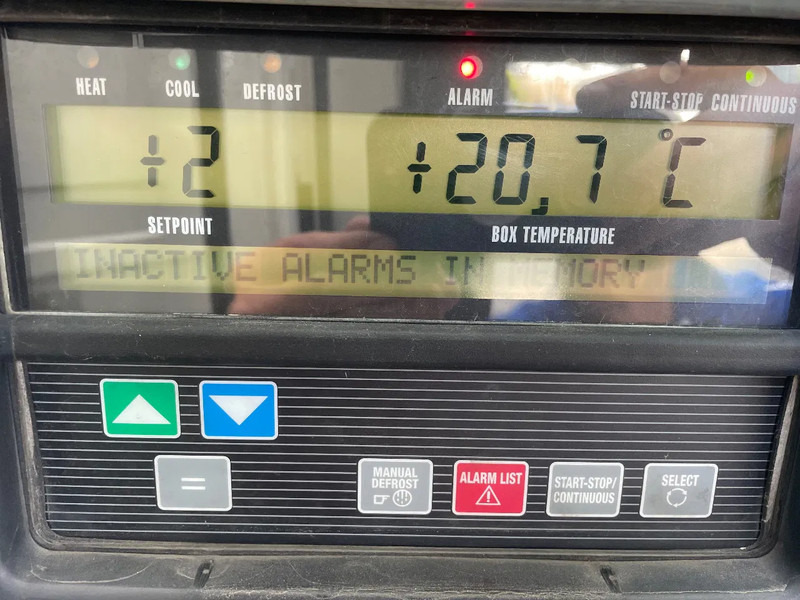 HEAT COOL DEFROST ALARM START-STOP CONTINUOUS
+2 +20,7 °C
SETPOINT BOX TEMPERATURE
INACTIVE ALARMS IN MEMORY
=
MANUAL DEFROST
ALARM LIST
START-STOP/
CONTINUOUS
SELECT